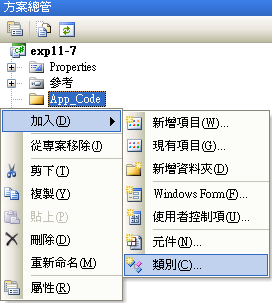 方案總管
exp11-7
Properties
參考
App_Code
加入(D)
從專案移除(J)
剪下(T)
複製(Y)
貼上(P)
刪除(D)
重新命名(M)
屬性(R)
新增項目(W)...
現有項目(G)...
新增資料夾(D)
Windows Form(F)...
使用者控制項(U)...
元件(N)...
類別(C)...